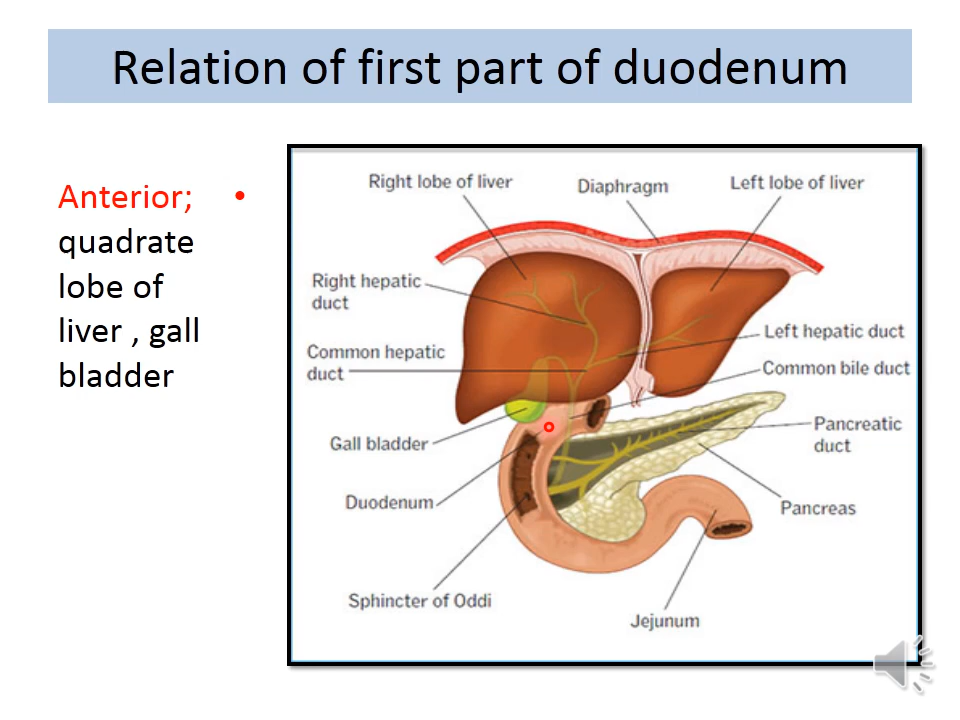 Relation of first part of duodenum
Anterior; •
quadrate
lobe of
liver , gall
bladder
Right lobe of liver
Diaphragm
Left lobe of liver
Right hepatic
duct
Left hepatic duct
Common hepatic
duct
Common bile duct
Gall bladder
Pancreatic
duct
Duodenum
Pancreas
Sphincter of Oddi
Jejunum